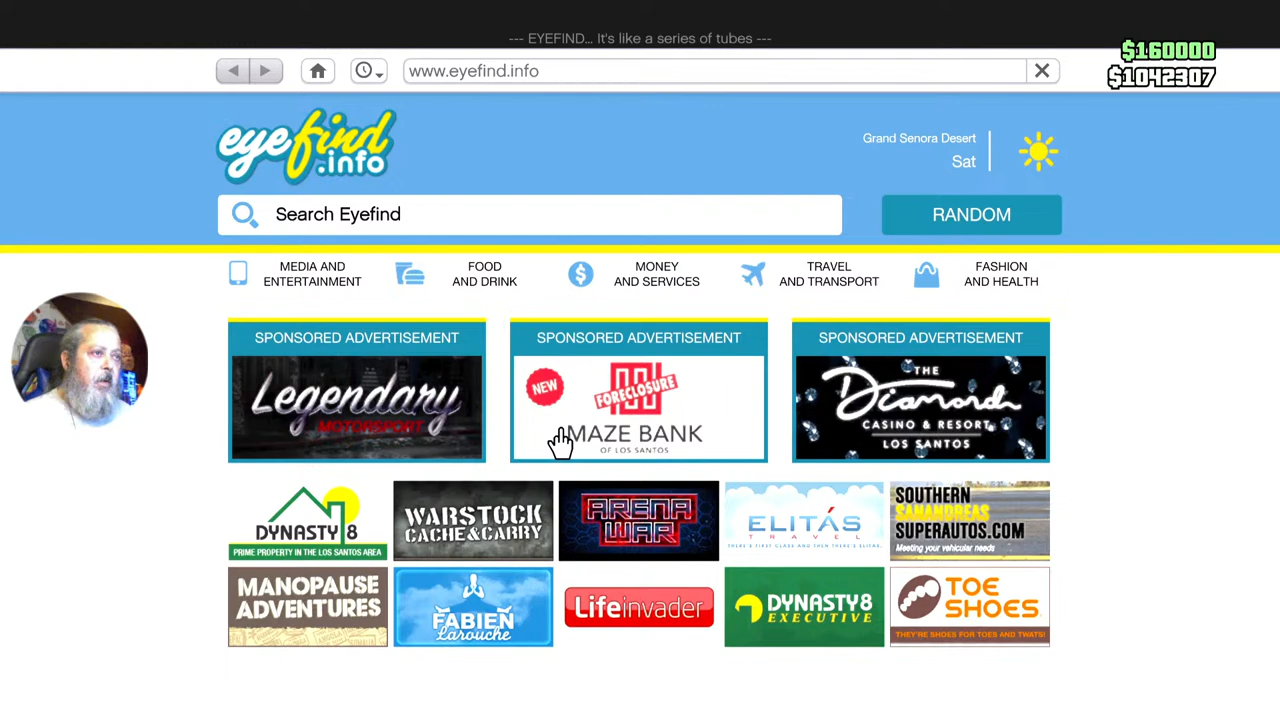 --- EYEFIND... It's like a series of tubes ---
$160000
$1042307
www.eyefind.info
eyefind
.info
Grand Senora Desert
Sat
Search Eyefind
RANDOM
MEDIA AND
ENTERTAINMENT
FOOD
AND DRINK
MONEY
AND SERVICES
TRAVEL
AND TRANSPORT
FASHION
AND HEALTH
SPONSORED ADVERTISEMENT
Legendary
MOTORSPORT
SPONSORED ADVERTISEMENT
NEW
FORECLOSURE
MAZE BANK
OF LOS SANTOS
SPONSORED ADVERTISEMENT
THE
Diamond
CASINO & RESORT
LOS SANTOS
DYNASTY 8
PRIME PROPERTY IN THE LOS SANTOS AREA
WARSTOCK
CACHE & CARRY
ARENA
WAR
ELITÁS
TRAVEL
THERE'S FIRST CLASS AND THEN THERE'S ELITÁS.
SOUTHERN
SANANDREAS
SUPERAUTOS.COM
Meeting your vehicular needs
MANOPAUSE
ADVENTURES
FABIEN
Larouche
Lifeinvader
DYNASTY8
EXECUTIVE
TOE
SHOES
THEY'RE SHOES FOR TOES AND TWATS!